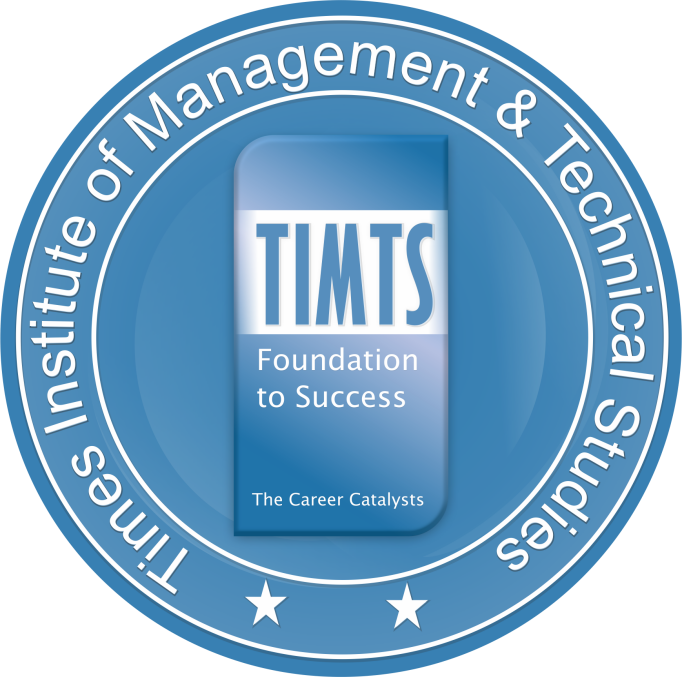 Times Institute of Management & Technical Studies
TIMTS
Foundation
to Success
The Career Catalysts